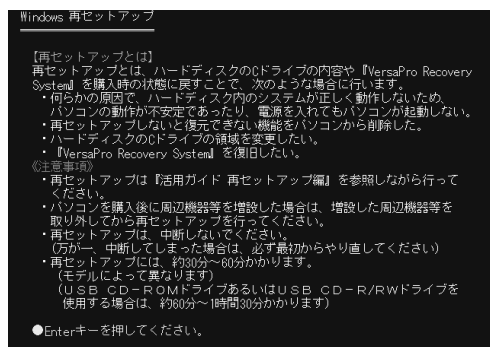 Windows 再セットアップ
【再セットアップとは】
再セットアップとは、ハードディスクのCドライブの内容や『VersaPro Recovery
System』を購入時の状態に戻すことで、次のような場合に行います。
・何らかの原因で、ハードディスク内のシステムが正しく動作しないため、
パソコンの動作が不安定であったり、電源を入れてもパソコンが起動しない。
・再セットアップしないと復元できない機能をパソコンから削除した。
・ハードディスクのCドライブの領域を変更したい。
・『VersaPro Recovery System』を復旧したい。
《注意事項》
・再セットアップは『活用ガイド 再セットアップ編』を参照しながら行って
ください。
・パソコンを購入後に周辺機器等を増設した場合は、増設した周辺機器等を
取り外してから再セットアップを行ってください。
・再セットアップは、中断しないでください。
(万が一、中断してしまった場合は、必ず最初からやり直してください)
・再セットアップには、約30分～60分かかります。
(モデルによって異なります)
(ＵＳＢ ＣＤ－ＲＯＭドライブあるいはＵＳＢ ＣＤ－Ｒ/ＲＷドライブを
使用する場合は、約60分～1時間30分かかります)
●Enterキーを押してください。